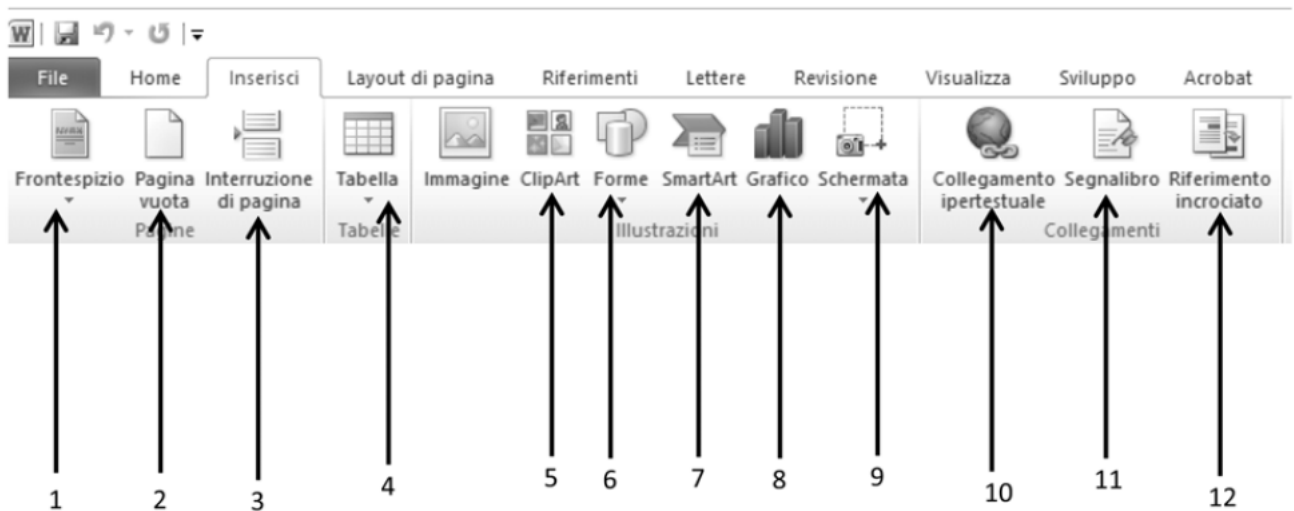 W
File Home Inserisci Layout di pagina Riferimenti Lettere Revisione Visualizza Sviluppo Acrobat
Frontespizio Pagina Interruzione Tabella Immagine ClipArt Forme SmartArt Grafico Schermata Collegamento Segnalibro Riferimento
vuota di pagina ipertestuale incrociato
Pagine Tabelle Illustrazioni Collegamenti
1 2 3 4 5 6 7 8 9 10 11 12